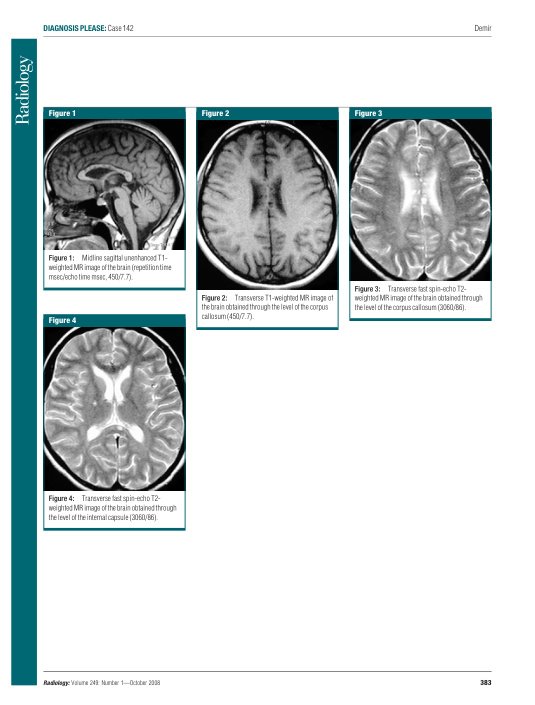 DIAGNOSIS PLEASE: Case 142
Demir
Radiology
Figure 1
Figure 1: Midline sagittal unenhanced T1-
weighted MR image of the brain (repetition time
msec/echo time msec, 450/7.7).
Figure 2
Figure 2: Transverse T1-weighted MR image of
the brain obtained through the level of the corpus
callosum (450/7.7).
Figure 3
Figure 3: Transverse fast spin-echo T2-
weighted MR image of the brain obtained through
the level of the corpus callosum (3060/86).
Figure 4
Figure 4: Transverse fast spin-echo T2-
weighted MR image of the brain obtained through
the level of the internal capsule (3060/86).
Radiology: Volume 249: Number 1—October 2008
383